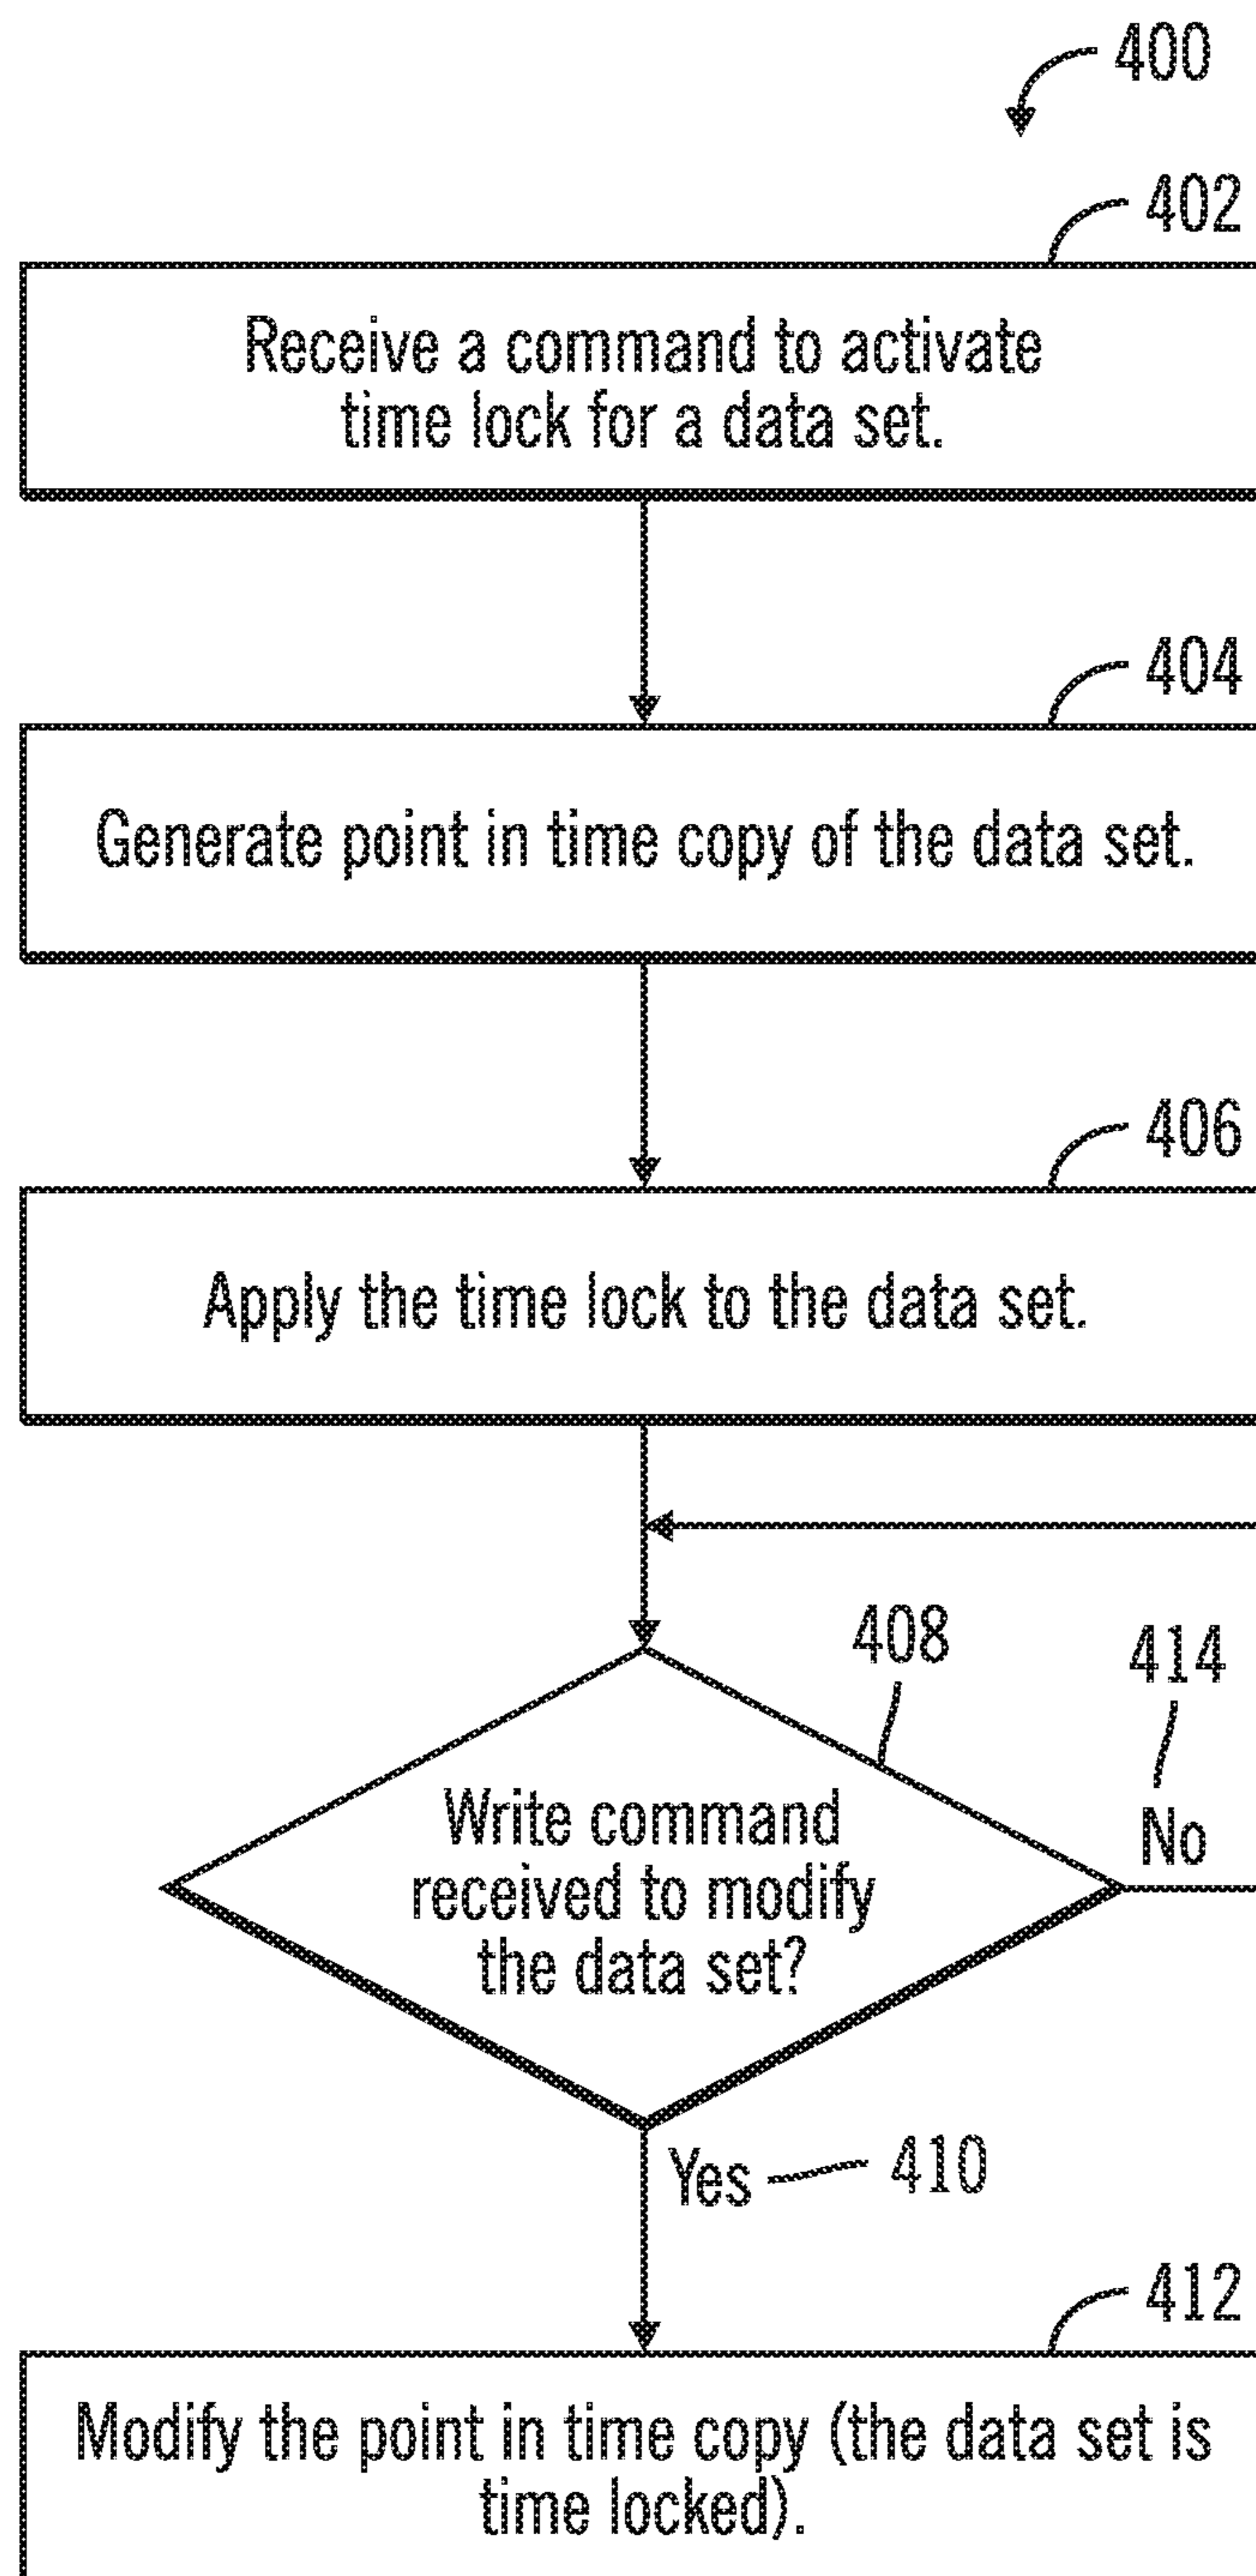 400
402
Receive a command to activate
time lock for a data set.
404
Generate point in time copy of the data set.
406
Apply the time lock to the data set.
408
414
Write command
received to modify
the data set?
No
Yes
410
412
Modify the point in time copy (the data set is
time locked).